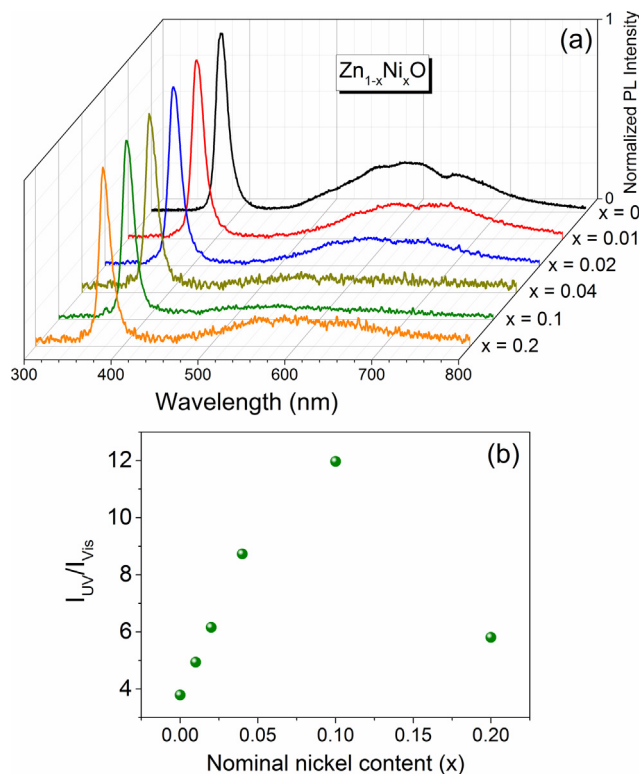 (a)
Zn1-xNixO
1
Normalized PL Intensity
0
x = 0
x = 0.01
x = 0.02
x = 0.04
x = 0.1
x = 0.2
300 400 500 600 700 800
Wavelength (nm)
(b)
12
10
8
6
4
IUV/IVis
0.00 0.05 0.10 0.15 0.20
Nominal nickel content (x)